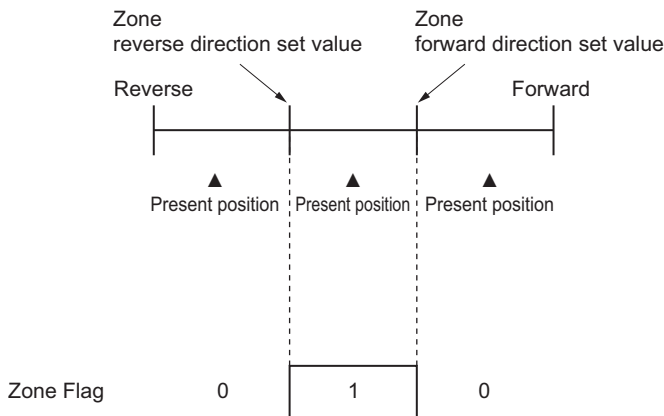 Zone
reverse direction set value
Zone
forward direction set value
Reverse
Forward
▲
▲
▲
Present position
Present position
Present position
Zone Flag
0
1
0